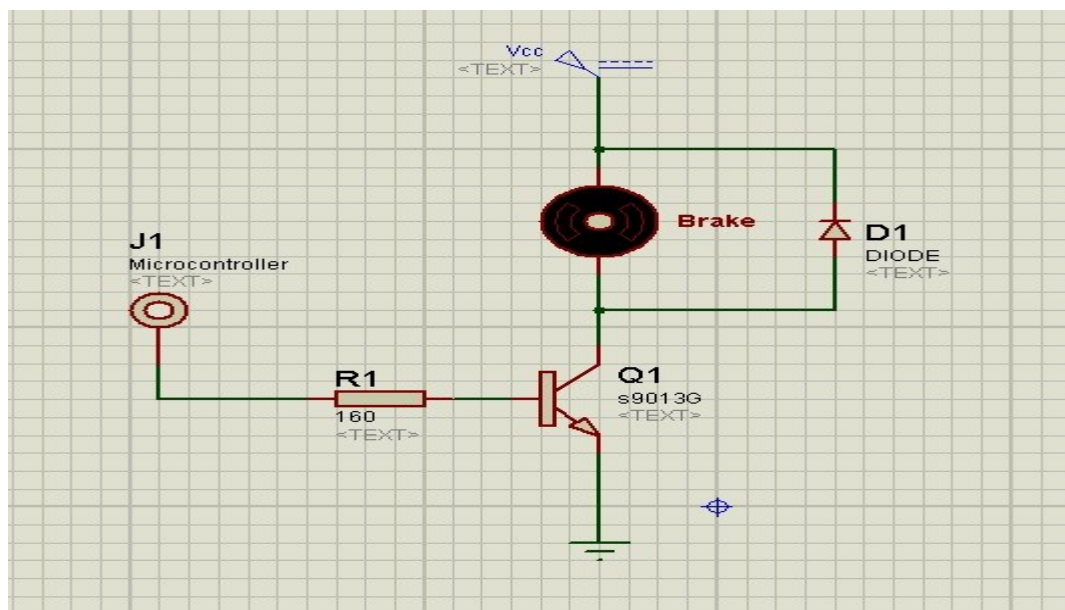 Vcc
<TEXT>
Brake
J1
Microcontroller
<TEXT>
D1
DIODE
<TEXT>
R1
160
<TEXT>
Q1
s9013G
<TEXT>